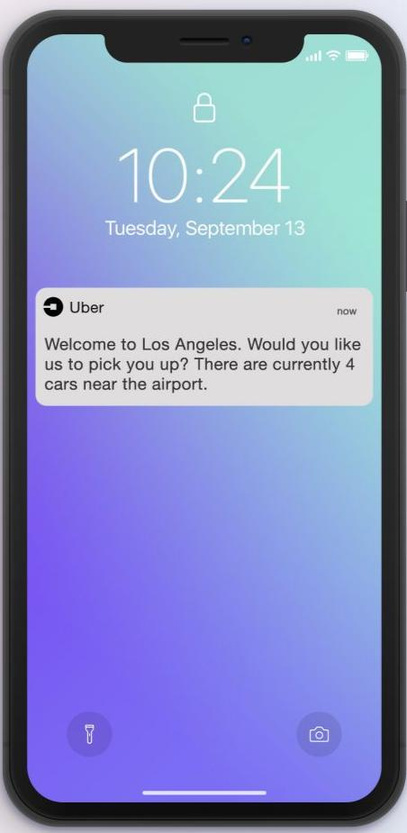 10:24
Tuesday, September 13
Uber
now
Welcome to Los Angeles. Would you like
us to pick you up? There are currently 4
cars near the airport.